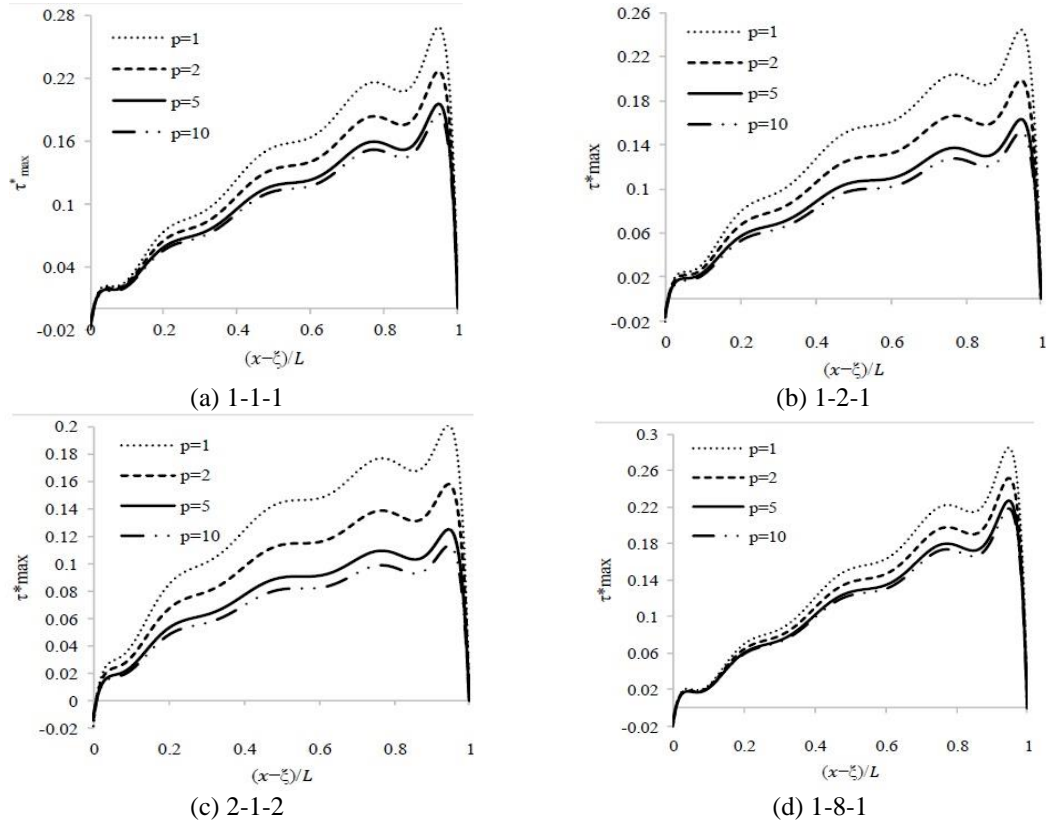 0.28
0.22
0.16
0.1
0.04
-0.02
τ*max
p=1
p=2
p=5
p=10
0 0.2 0.4 0.6 0.8 1
(x−ξ)/L
(a) 1-1-1
0.26
0.22
0.18
0.14
0.1
0.06
0.02
-0.02
τ*max
p=1
p=2
p=5
p=10
0 0.2 0.4 0.6 0.8 1
(x−ξ)/L
(b) 1-2-1
0.2
0.18
0.16
0.14
0.12
0.1
0.08
0.06
0.04
0.02
0
-0.02
τ*max
p=1
p=2
p=5
p=10
0 0.2 0.4 0.6 0.8 1
(x−ξ)/L
(c) 2-1-2
0.3
0.26
0.22
0.18
0.14
0.1
0.06
0.02
-0.02
τ*max
p=1
p=2
p=5
p=10
0 0.2 0.4 0.6 0.8 1
(x−ξ)/L
(d) 1-8-1